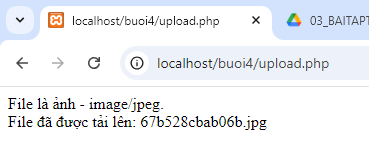 localhost/buoi4/upload.php
03_BAITAPT
localhost/buoi4/upload.php
File là ảnh - image/jpeg.
File đã được tải lên: 67b528cbab06b.jpg